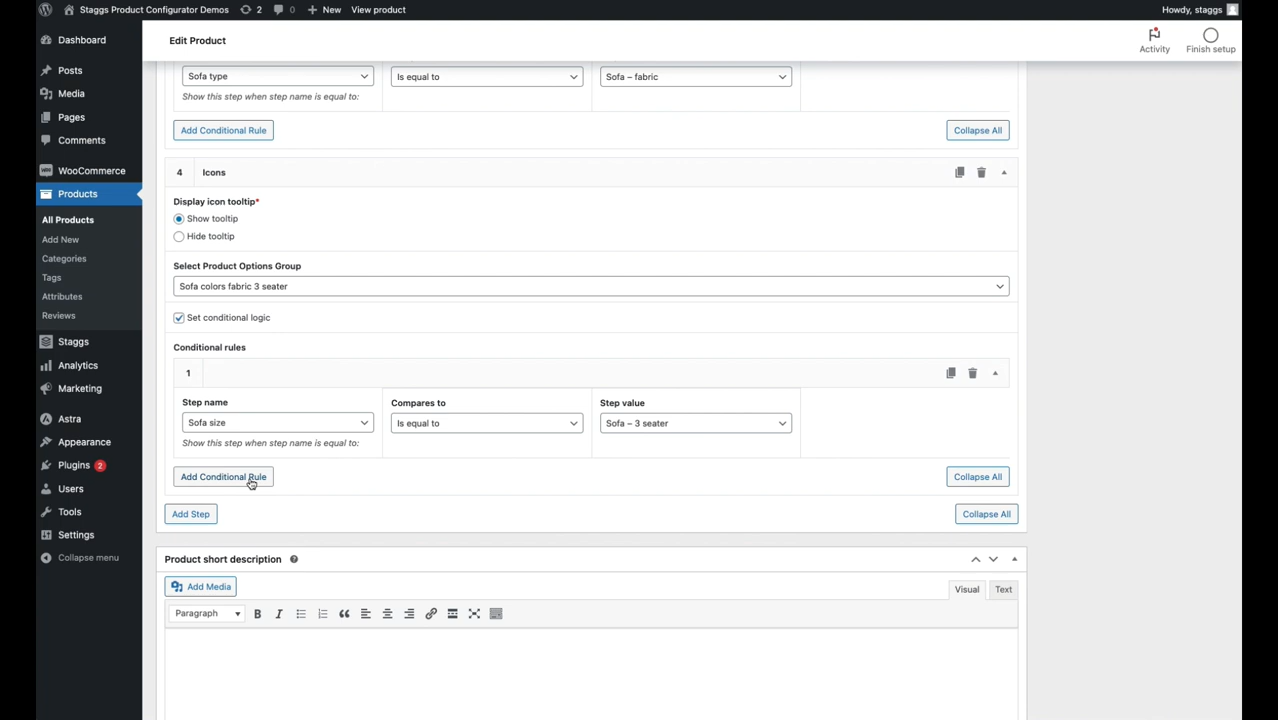 Staggs Product Configurator Demos 2 0 New View product Howdy, staggs
Dashboard
Posts
Media
Pages
Comments
WooCommerce
Products
All Products
Add New
Categories
Tags
Attributes
Reviews
Staggs
Analytics
Marketing
Astra
Appearance
Plugins 2
Users
Tools
Settings
Collapse menu
Edit Product
Activity
Finish setup
Sofa type Is equal to Sofa – fabric
Show this step when step name is equal to:
Add Conditional Rule Collapse All
4 Icons
Display icon tooltip*
Show tooltip
Hide tooltip
Select Product Options Group
Sofa colors fabric 3 seater
Set conditional logic
Conditional rules
1
Step name Compares to Step value
Sofa size Is equal to Sofa – 3 seater
Show this step when step name is equal to:
Add Conditional Rule Collapse All
Add Step Collapse All
Product short description
Add Media
Visual Text
Paragraph B I